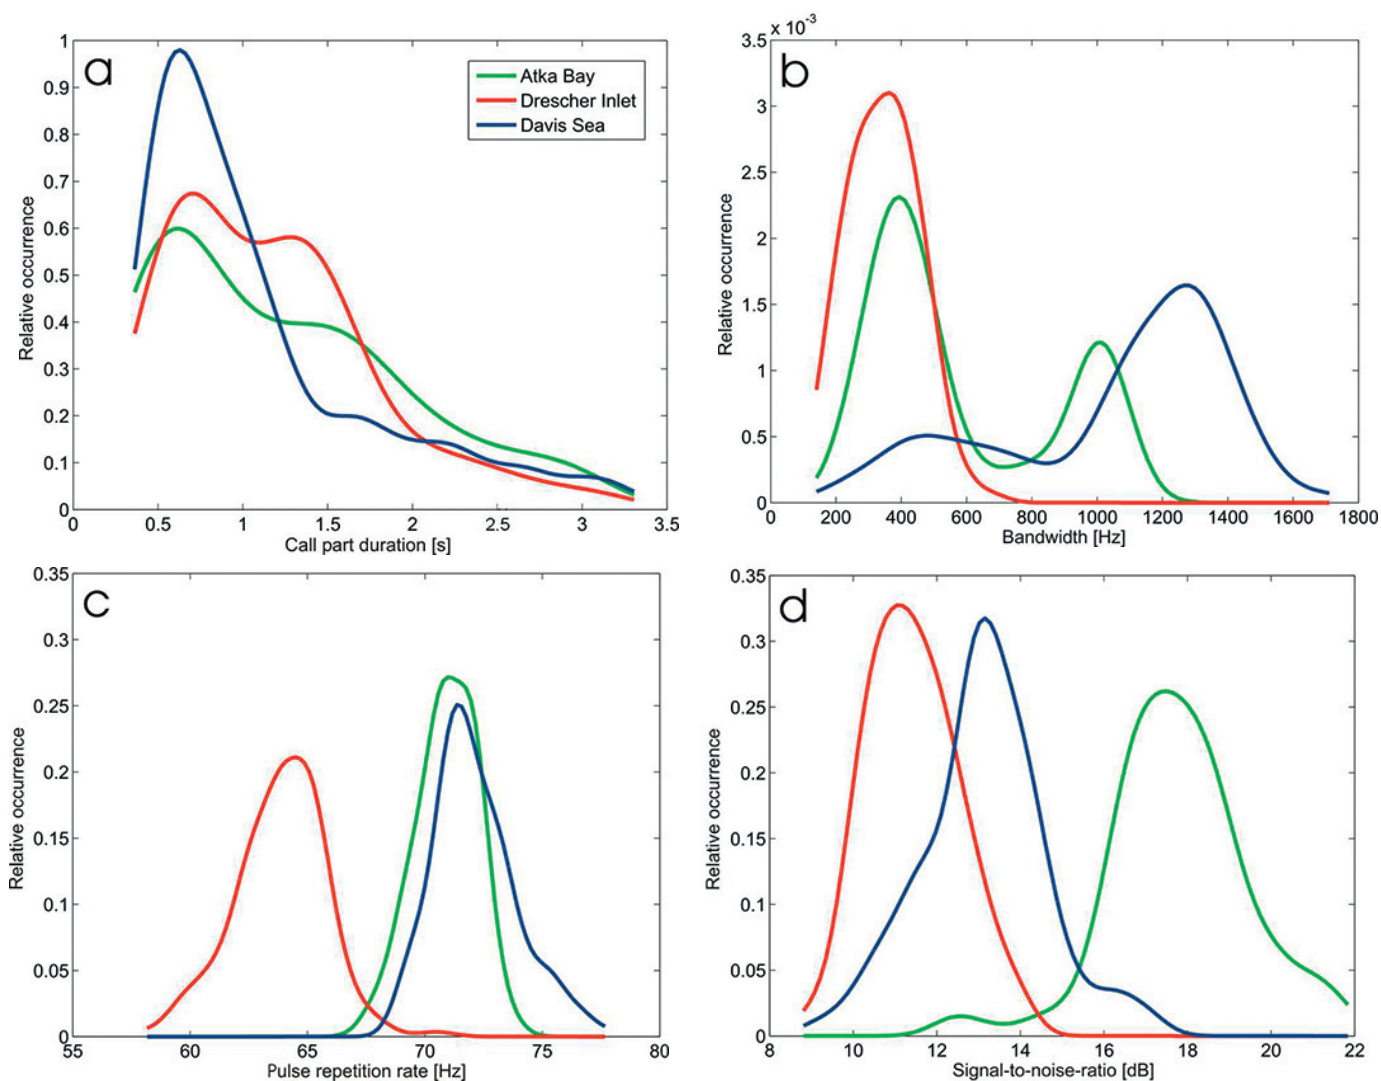 a
Atka Bay
Drescher Inlet
Davis Sea
Relative occurrence
1
0.9
0.8
0.7
0.6
0.5
0.4
0.3
0.2
0.1
0
0 0.5 1 1.5 2 2.5 3 3.5
Call part duration [s]
b
x 10⁻³
Relative occurrence
3.5
3
2.5
2
1.5
1
0.5
0
0 200 400 600 800 1000 1200 1400 1600 1800
Bandwidth [Hz]
c
Relative occurrence
0.35
0.3
0.25
0.2
0.15
0.1
0.05
0
55 60 65 70 75 80
Pulse repetition rate [Hz]
d
Relative occurrence
0.35
0.3
0.25
0.2
0.15
0.1
0.05
0
8 10 12 14 16 18 20 22
Signal-to-noise-ratio [dB]